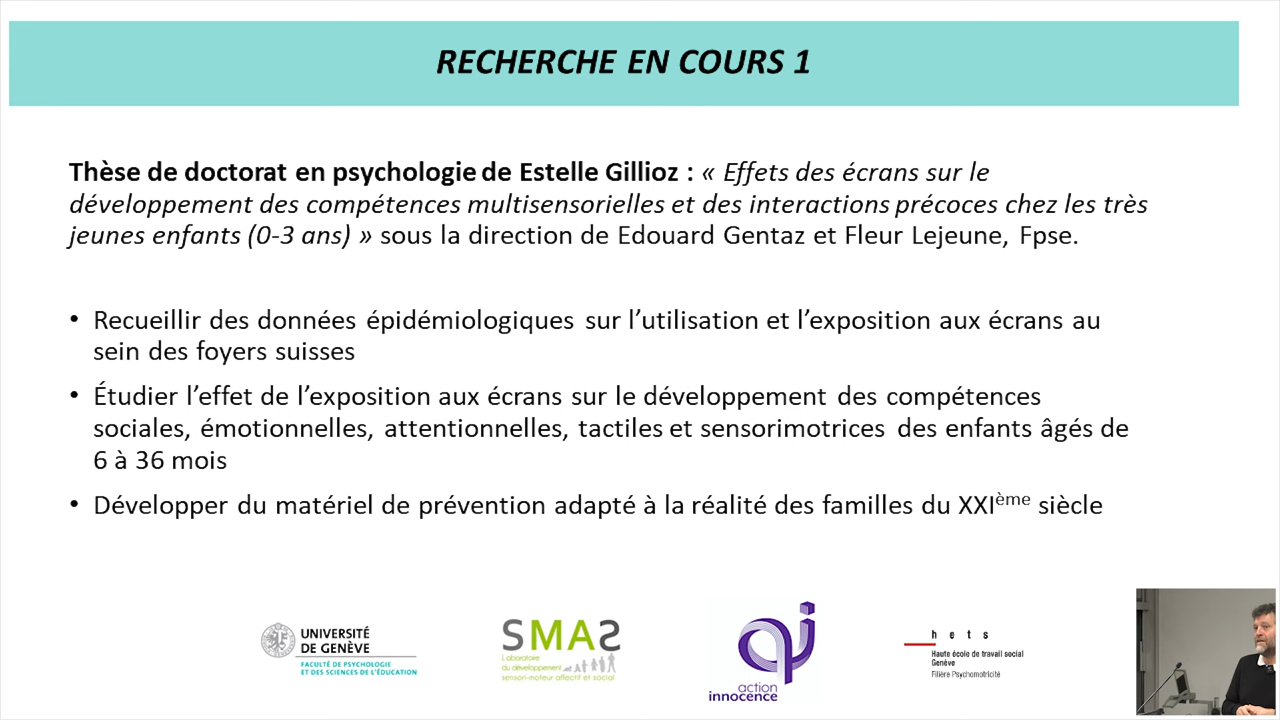 RECHERCHE EN COURS 1
Thèse de doctorat en psychologie de Estelle Gillioz : « Effets des écrans sur le
développement des compétences multisensorielles et des interactions précoces chez les très
jeunes enfants (0-3 ans) » sous la direction de Edouard Gentaz et Fleur Lejeune, Fpse.
• Recueillir des données épidémiologiques sur l’utilisation et l’exposition aux écrans au
sein des foyers suisses
• Étudier l’effet de l’exposition aux écrans sur le développement des compétences
sociales, émotionnelles, attentionnelles, tactiles et sensorimotrices des enfants âgés de
6 à 36 mois
• Développer du matériel de prévention adapté à la réalité des familles du XXIème siècle
UNIVERSITÉ
DE GENÈVE
FACULTÉ DE PSYCHOLOGIE
ET DES SCIENCES DE L'ÉDUCATION
SMAS
Laboratoire
du développement
sensori-moteur affectif et social
action
innocence
hets
Haute école de travail social
Genève
Filière Psychomotricité